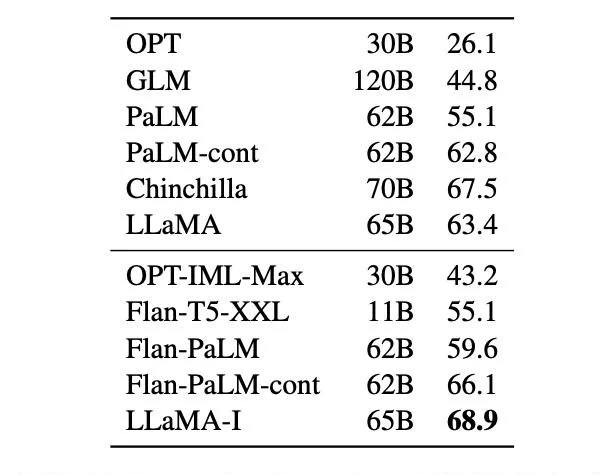 OPT 30B 26.1
GLM 120B 44.8
PaLM 62B 55.1
PaLM-cont 62B 62.8
Chinchilla 70B 67.5
LLaMA 65B 63.4
OPT-IML-Max 30B 43.2
Flan-T5-XXL 11B 55.1
Flan-PaLM 62B 59.6
Flan-PaLM-cont 62B 66.1
LLaMA-I 65B 68.9